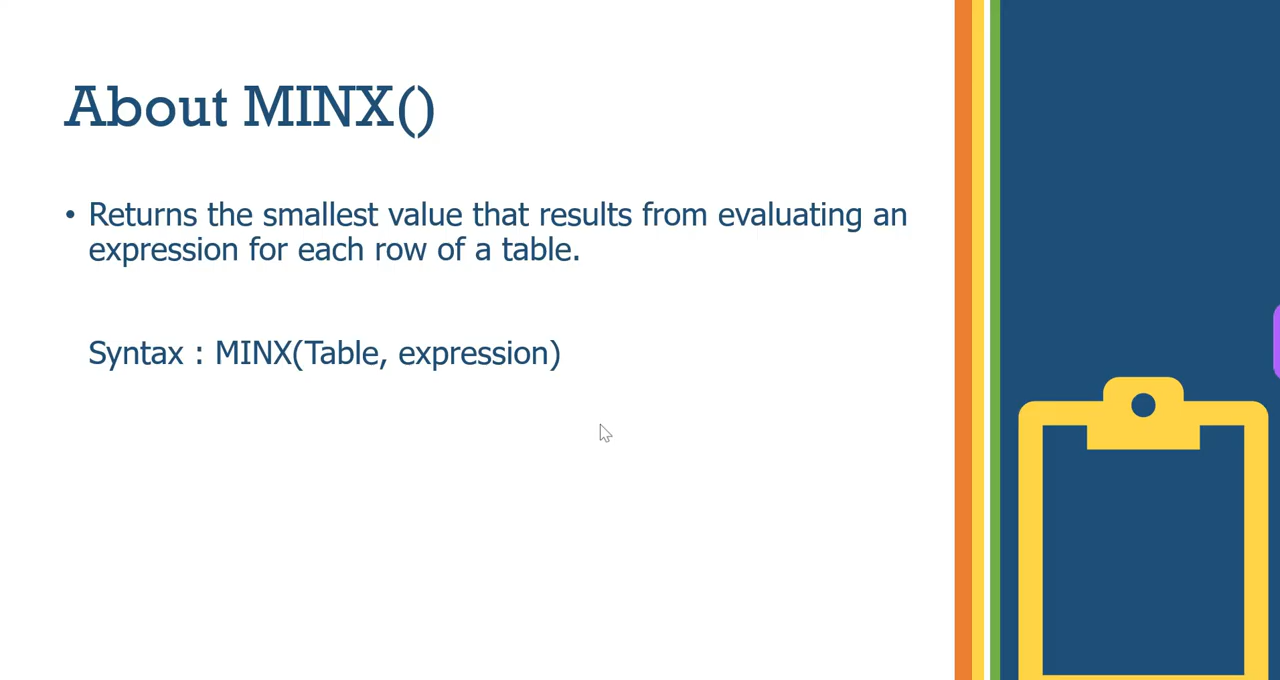 About MINX()
• Returns the smallest value that results from evaluating an
expression for each row of a table.
Syntax : MINX(Table, expression)